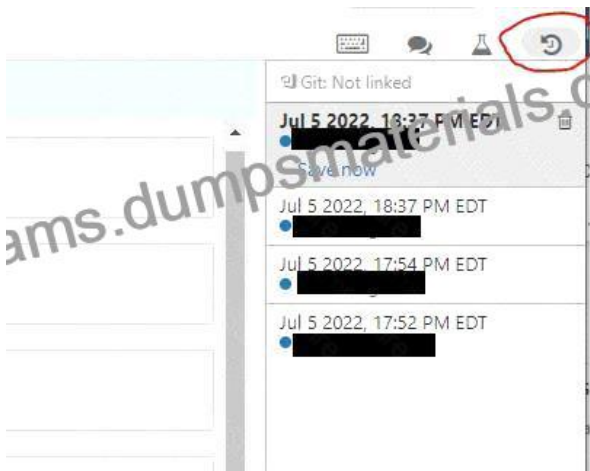 Git: Not linked
Jul 5 2022, 18:37 PM EDT
Save now
Jul 5 2022, 18:37 PM EDT
Jul 5 2022, 17:54 PM EDT
Jul 5 2022, 17:52 PM EDT
ams.dumpsmaterials.c